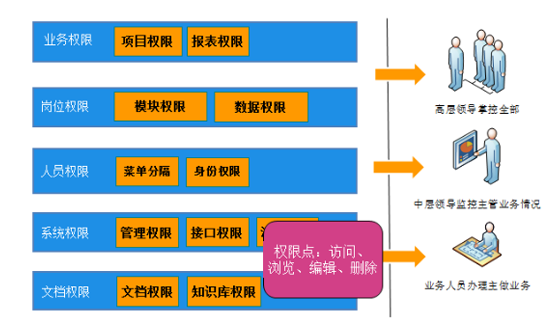 业务权限 项目权限 报表权限
岗位权限 模块权限 数据权限
人员权限 菜单分隔 身份权限
系统权限 管理权限 接口权限
文档权限 文档权限 知识库权限
权限点：访问、
浏览、编辑、删除
高层领导掌控全部
中层领导监控主管业务情况
业务人员办理主做业务